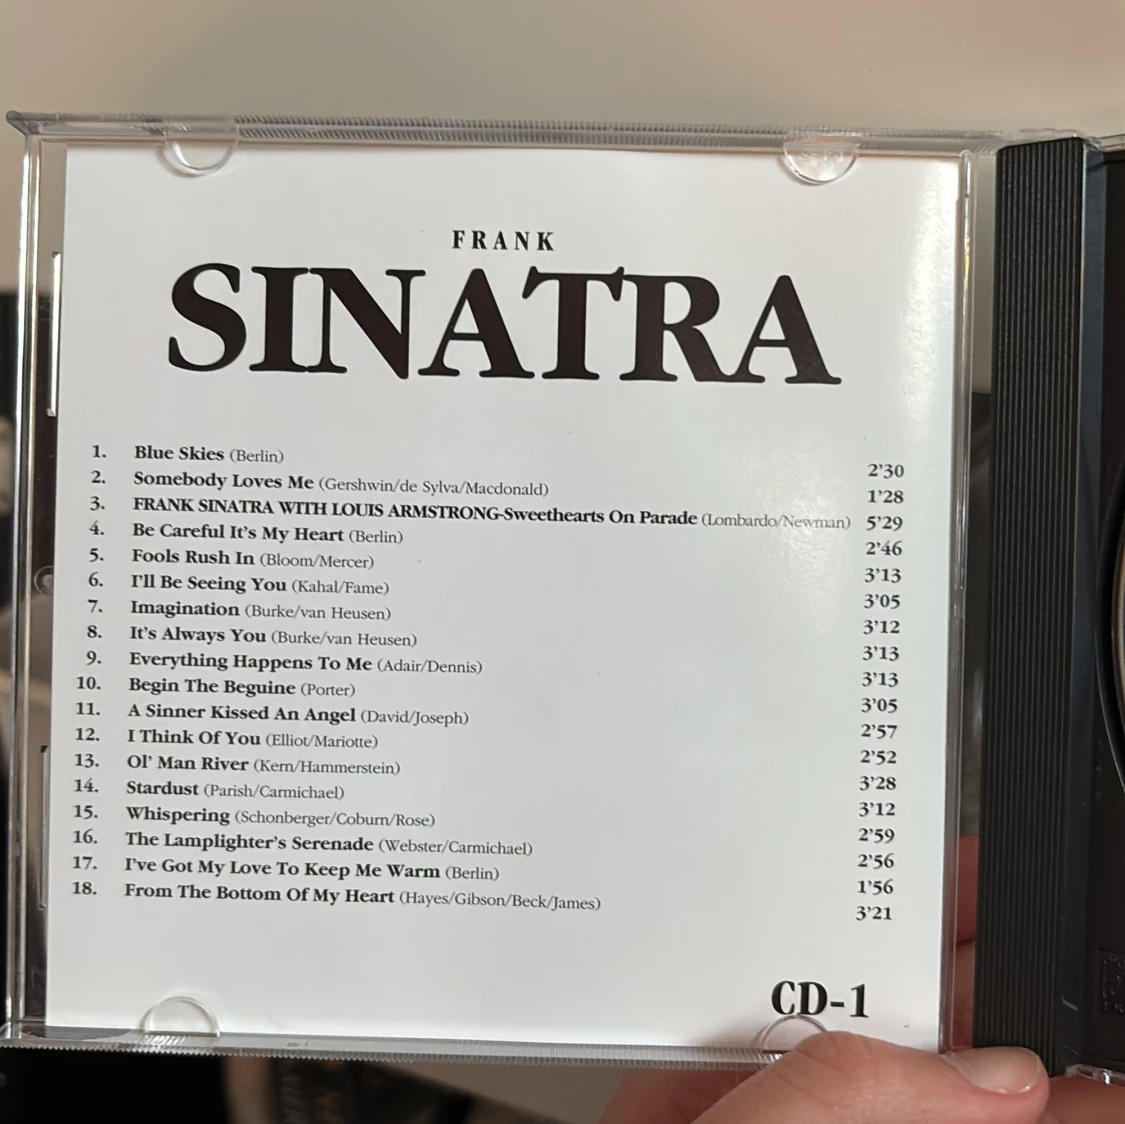 FRANK
SINATRA
1. Blue Skies (Berlin) 2'30
2. Somebody Loves Me (Gershwin/de Sylva/Macdonald) 1'28
3. FRANK SINATRA WITH LOUIS ARMSTRONG-Sweethearts On Parade (Lombardo/Newman) 5'29
4. Be Careful It's My Heart (Berlin) 2'46
5. Fools Rush In (Bloom/Mercer) 3'13
6. I'll Be Seeing You (Kahal/Fame) 3'05
7. Imagination (Burke/van Heusen) 3'12
8. It's Always You (Burke/van Heusen) 3'13
9. Everything Happens To Me (Adair/Dennis) 3'13
10. Begin The Beguine (Porter) 3'05
11. A Sinner Kissed An Angel (David/Joseph) 2'57
12. I Think Of You (Elliot/Mariotte) 2'52
13. Ol' Man River (Kern/Hammerstein) 3'28
14. Stardust (Parish/Carmichael) 3'12
15. Whispering (Schonberger/Coburn/Rose) 2'59
16. The Lamplighter's Serenade (Webster/Carmichael) 2'56
17. I've Got My Love To Keep Me Warm (Berlin) 1'56
18. From The Bottom Of My Heart (Hayes/Gibson/Beck/James) 3'21
CD-1